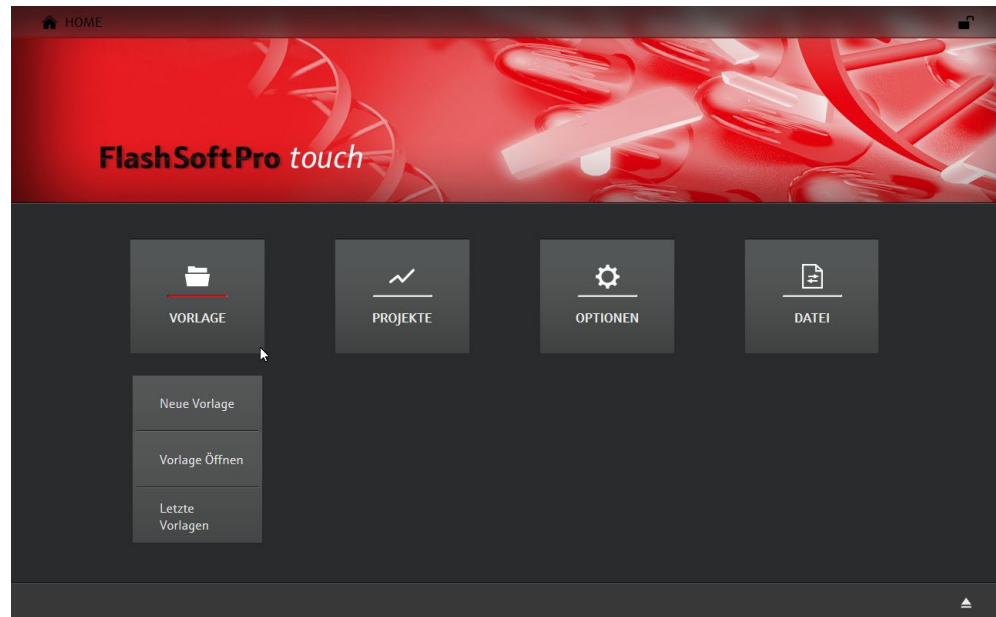 HOME
FlashSoftPro touch
VORLAGE
PROJEKTE
OPTIONEN
DATEI
Neue Vorlage
Vorlage Öffnen
Letzte
Vorlagen